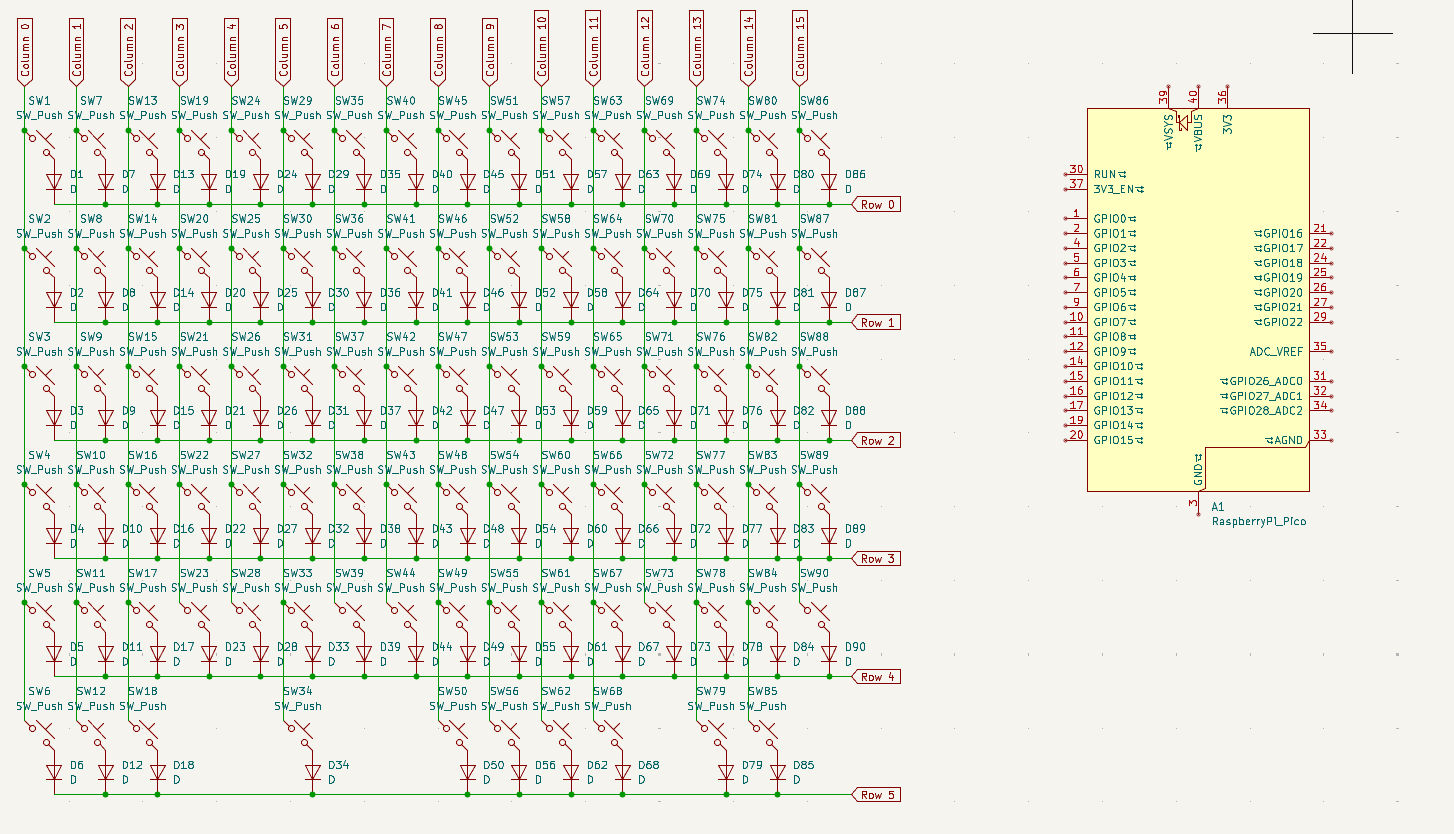 Column 0 Column 1 Column 2 Column 3 Column 4 Column 5 Column 6 Column 7 Column 8 Column 9 Column 10 Column 11 Column 12 Column 13 Column 14 Column 15
SW1 SW7 SW13 SW19 SW24 SW29 SW35 SW40 SW45 SW51 SW57 SW63 SW69 SW74 SW80 SW86
SW_Push SW_Push SW_Push SW_Push SW_Push SW_Push SW_Push SW_Push SW_Push SW_Push SW_Push SW_Push SW_Push SW_Push SW_Push SW_Push
D1 D7 D13 D19 D24 D29 D35 D40 D45 D51 D57 D63 D69 D74 D80 D86
D D D D D D D D D D D D D D D D
Row 0
SW2 SW8 SW14 SW20 SW25 SW30 SW36 SW41 SW46 SW52 SW58 SW64 SW70 SW75 SW81 SW87
SW_Push SW_Push SW_Push SW_Push SW_Push SW_Push SW_Push SW_Push SW_Push SW_Push SW_Push SW_Push SW_Push SW_Push SW_Push SW_Push
D2 D8 D14 D20 D25 D30 D36 D41 D46 D52 D58 D64 D70 D75 D81 D87
D D D D D D D D D D D D D D D D
Row 1
SW3 SW9 SW15 SW21 SW26 SW31 SW37 SW42 SW47 SW53 SW59 SW65 SW71 SW76 SW82 SW88
SW_Push SW_Push SW_Push SW_Push SW_Push SW_Push SW_Push SW_Push SW_Push SW_Push SW_Push SW_Push SW_Push SW_Push SW_Push SW_Push
D3 D9 D15 D21 D26 D31 D37 D42 D47 D53 D59 D65 D71 D76 D82 D88
D D D D D D D D D D D D D D D D
Row 2
SW4 SW10 SW16 SW22 SW27 SW32 SW38 SW43 SW48 SW54 SW60 SW66 SW72 SW77 SW83 SW89
SW_Push SW_Push SW_Push SW_Push SW_Push SW_Push SW_Push SW_Push SW_Push SW_Push SW_Push SW_Push SW_Push SW_Push SW_Push SW_Push
D4 D10 D16 D22 D27 D32 D38 D43 D48 D54 D60 D66 D72 D77 D83 D89
D D D D D D D D D D D D D D D D
Row 3
SW5 SW11 SW17 SW23 SW28 SW33 SW39 SW44 SW49 SW55 SW61 SW67 SW73 SW78 SW84 SW90
SW_Push SW_Push SW_Push SW_Push SW_Push SW_Push SW_Push SW_Push SW_Push SW_Push SW_Push SW_Push SW_Push SW_Push SW_Push SW_Push
D5 D11 D17 D23 D28 D33 D39 D44 D49 D55 D61 D67 D73 D78 D84 D90
D D D D D D D D D D D D D D D D
Row 4
SW6 SW12 SW18 SW34 SW50 SW56 SW62 SW68 SW79 SW85
SW_Push SW_Push SW_Push SW_Push SW_Push SW_Push SW_Push SW_Push SW_Push SW_Push
D6 D12 D18 D34 D50 D56 D62 D68 D79 D85
D D D D D D D D D D
Row 5
39 40 36
VSYS VBUS 3V3
30 RUN
37 3V3_EN
1 GPIO0
2 GPIO1 GPIO16 21
4 GPIO2 GPIO17 22
5 GPIO3 GPIO18 24
6 GPIO4 GPIO19 25
7 GPIO5 GPIO20 26
9 GPIO6 GPIO21 27
10 GPIO7 GPIO22 29
11 GPIO8
12 GPIO9 ADC_VREF 35
14 GPIO10
15 GPIO11 GPIO26_ADC0 31
16 GPIO12 GPIO27_ADC1 32
17 GPIO13 GPIO28_ADC2 34
19 GPIO14
20 GPIO15 AGND 33
GND
3
A1
RaspberryPi_Pico